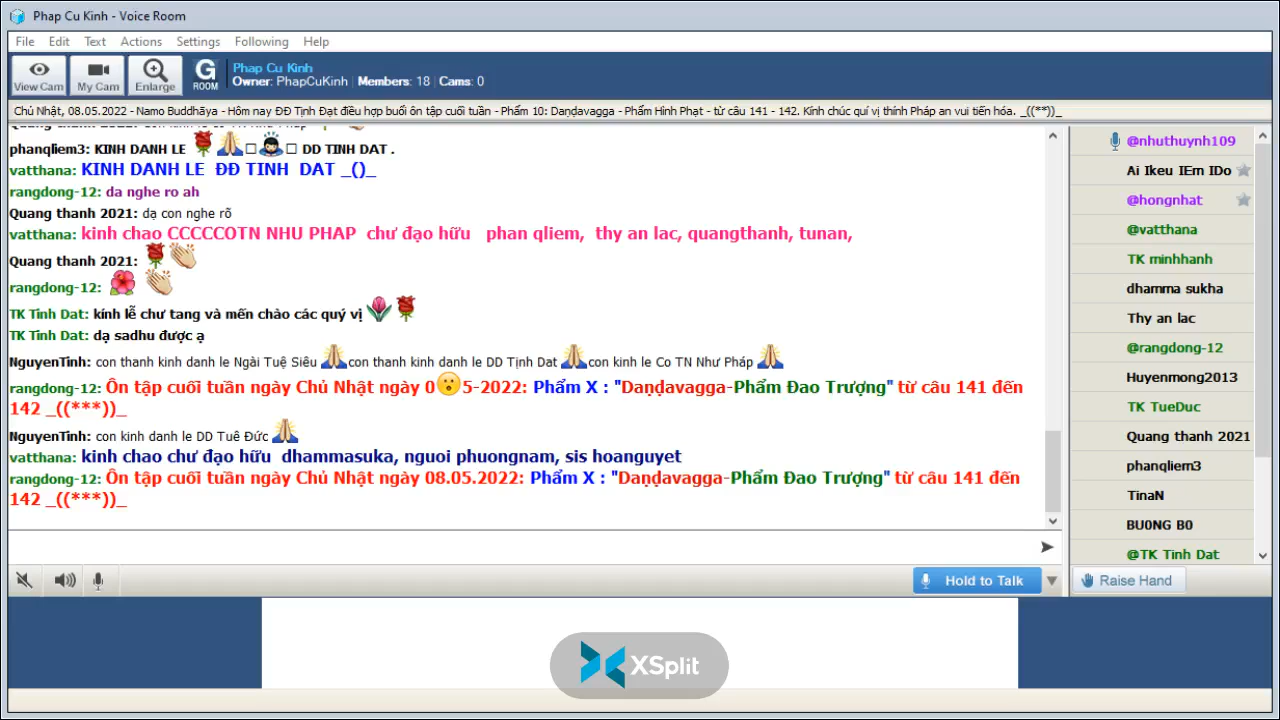 Phap Cu Kinh - Voice Room
File Edit Text Actions Settings Following Help
View Cam My Cam Enlarge G ROOM
Phap Cu Kinh
Owner: PhapCuKinh | Members: 18 | Cams: 0
Chủ Nhật, 08.05.2022 - Namo Buddhāya - Hôm nay ĐĐ Tịnh Đạt điều hợp buổi ôn tập cuối tuần - Phẩm 10: Daṇḍavagga - Phẩm Hình Phạt - từ câu 141 - 142. Kính chúc quí vị thính Pháp an vui tiến hóa. _((**))_
phanqliem3: KINH DANH LE DD TINH DAT .
vatthana: KINH DANH LE ĐĐ TINH DAT _()_
rangdong-12: da nghe ro ah
Quang thanh 2021: dạ con nghe rõ
vatthana: kinh chao CCCCCOTN NHU PHAP chư đạo hữu phan qliem, thy an lac, quangthanh, tunan,
Quang thanh 2021:
rangdong-12:
TK Tinh Dat: kính lễ chư tang và mến chào các quý vị
TK Tinh Dat: dạ sadhu được ạ
NguyenTinh: con thanh kinh danh le Ngài Tuệ Siêu con thanh kinh danh le DD Tịnh Dat con kinh le Co TN Như Pháp
rangdong-12: Ôn tập cuối tuần ngày Chủ Nhật ngày 0 5-2022: Phẩm X : "Daṇḍavagga-Phẩm Đao Trượng" từ câu 141 đến
142 _((***))_
NguyenTinh: con kinh danh le DD Tuê Đức
vatthana: kinh chao chư đạo hữu dhammasuka, nguoi phuongnam, sis hoanguyet
rangdong-12: Ôn tập cuối tuần ngày Chủ Nhật ngày 08.05.2022: Phẩm X : "Daṇḍavagga-Phẩm Đao Trượng" từ câu 141 đến
142 _((***))_
@nhuthuynh109
Ai Ikeu IEm IDo
@hongnhat
@vatthana
TK minhhanh
dhamma sukha
Thy an lac
@rangdong-12
Huyenmong2013
TK TueDuc
Quang thanh 2021
phanqliem3
TinaN
BU0NG B0
@TK Tinh Dat
Hold to Talk
Raise Hand
XSplit